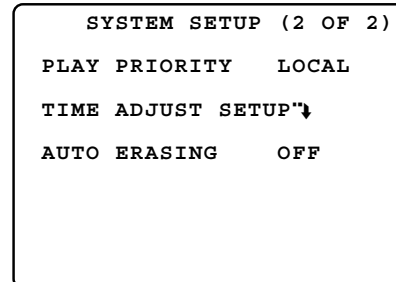 SYSTEM SETUP (2 OF 2)
PLAY PRIORITY LOCAL
TIME ADJUST SETUP
AUTO ERASING OFF